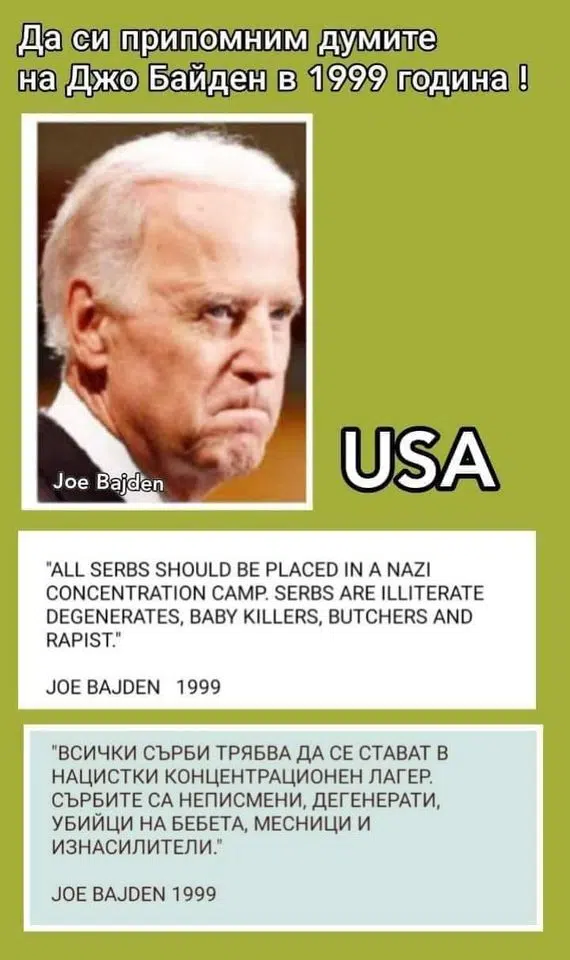 Да си припомним думите
на Джо Байден в 1999 година !
Joe Bajden
USA
"ALL SERBS SHOULD BE PLACED IN A NAZI
CONCENTRATION CAMP. SERBS ARE ILLITERATE
DEGENERATES, BABY KILLERS, BUTCHERS AND
RAPIST."
JOE BAJDEN 1999
"ВСИЧКИ СЪРБИ ТРЯБВА ДА СЕ СТАВАТ В
НАЦИСТКИ КОНЦЕНТРАЦИОНЕН ЛАГЕР.
СЪРБИТЕ СА НЕПИСМЕНИ, ДЕГЕНЕРАТИ,
УБИЙЦИ НА БЕБЕТА, МЕСНИЦИ И
ИЗНАСИЛИТЕЛИ."
JOE BAJDEN 1999